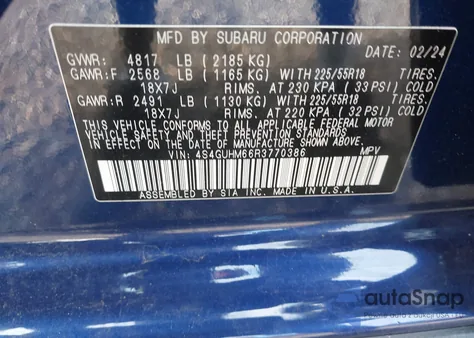 MFD. BY SUBARU CORPORATION
GVWR: 4817 LB (2185 KG) DATE: 02/24
GAWR:F 2568 LB (1165 KG) WITH 225/55R18
18X7J RIMS, AT 230 KPA (33 PSI) COLD
GAWR:R 2491 LB (1130 KG) WITH 225/55R18
18X7J RIMS, AT 220 KPA (32 PSI) COLD
THIS VEHICLE CONFORMS TO ALL APPLICABLE FEDERAL MOTOR
VEHICLE SAFETY, BUMPER, AND THEFT PREVENTION STANDARDS
IN EFFECT ON THE DATE OF MANUFACTURE SHOWN ABOVE.
VIN: 4S4GUHM66R3770386 MPV
ASSEMBLED BY SIA INC. MADE IN U.S.A.
autoSnap